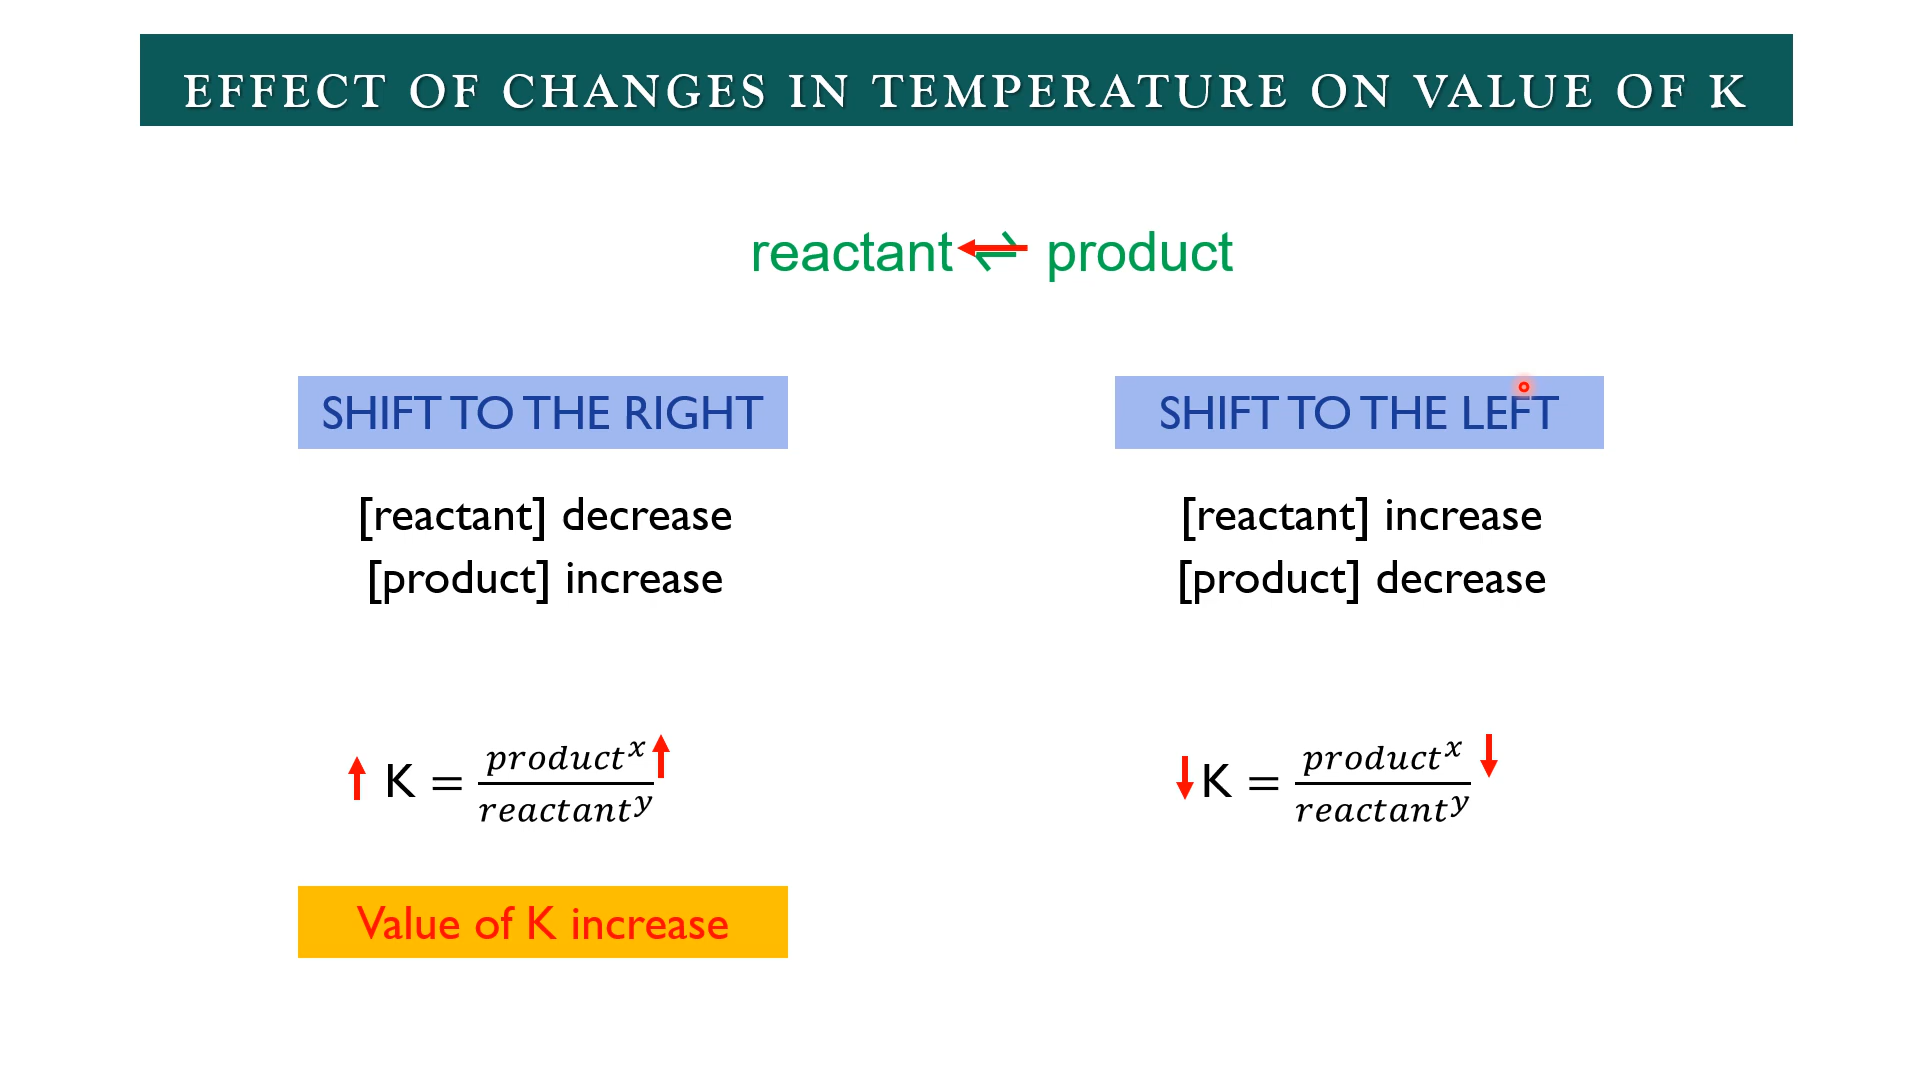 EFFECT OF CHANGES IN TEMPERATURE ON VALUE OF K
reactant ⇌ product
SHIFT TO THE RIGHT
[reactant] decrease
[product] increase
K = product^x / reactant^y
Value of K increase
SHIFT TO THE LEFT
[reactant] increase
[product] decrease
K = product^x / reactant^y